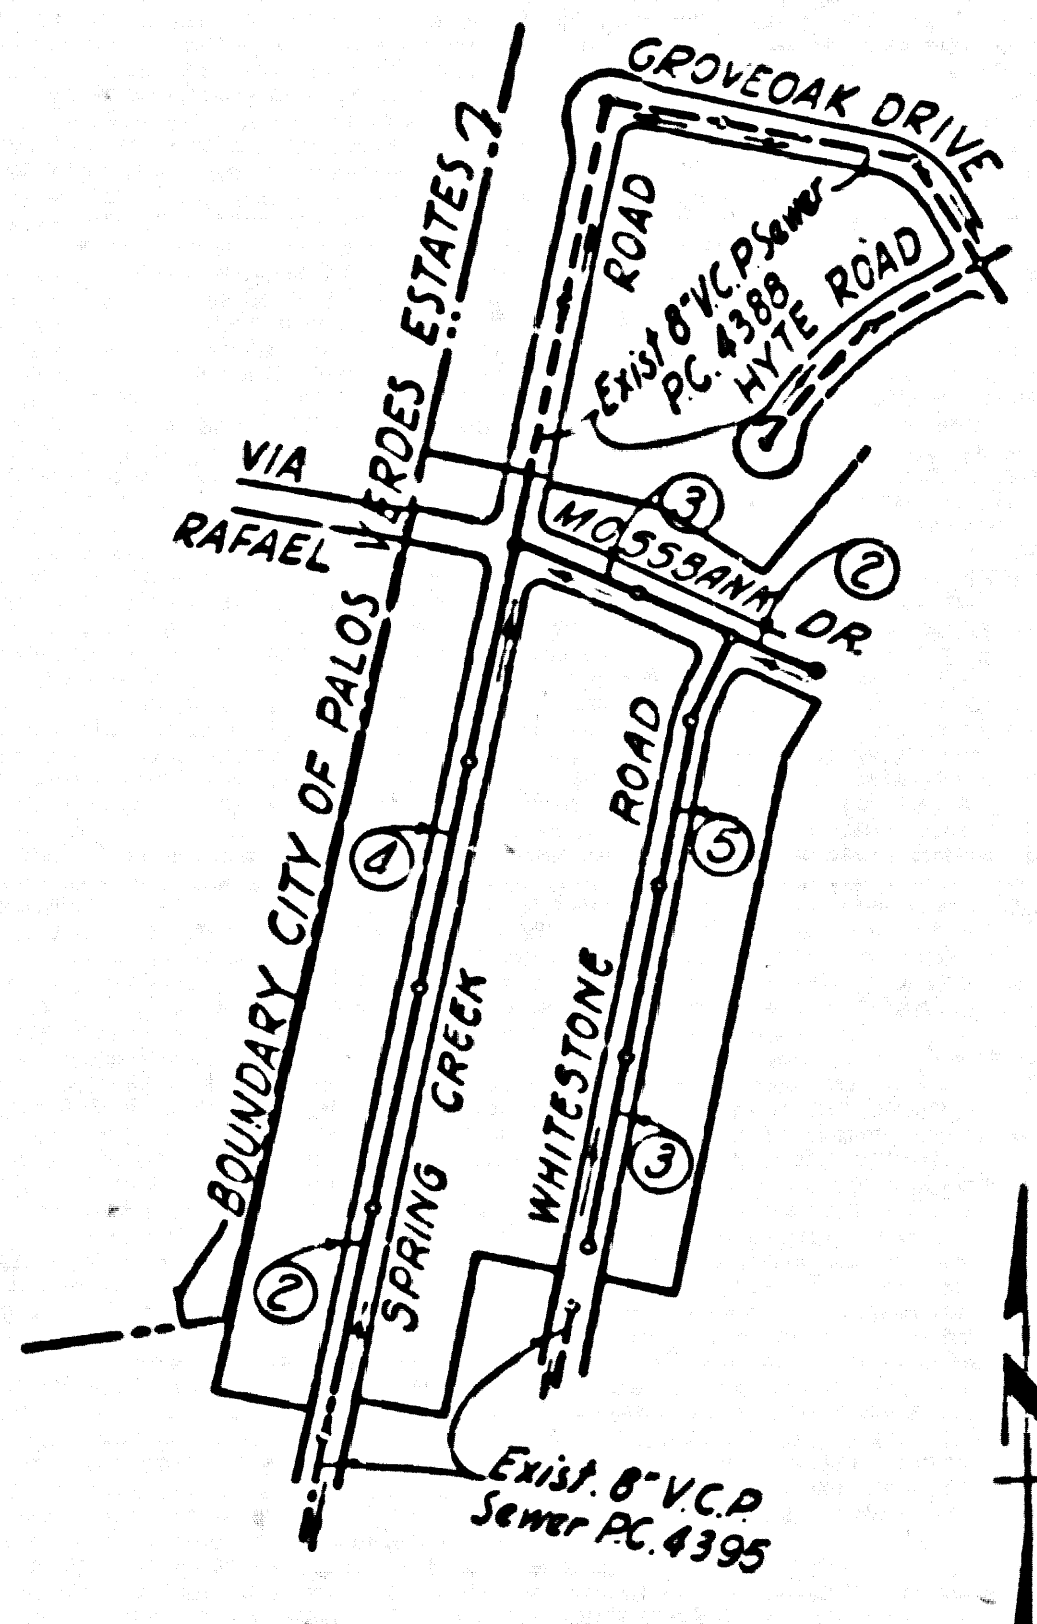 GROVEOAK DRIVE
ROAD
Exist 8" V.C.P. Sewer
P.C. 4388
HYTE ROAD
VIA
RAFAEL
BOUNDARY CITY OF PALOS VERDES ESTATES
MOSSBANK DR.
3
2
ROAD
4
5
SPRING CREEK
WHITESTONE
3
2
Exist. 8" V.C.P.
Sewer P.C. 4395
N